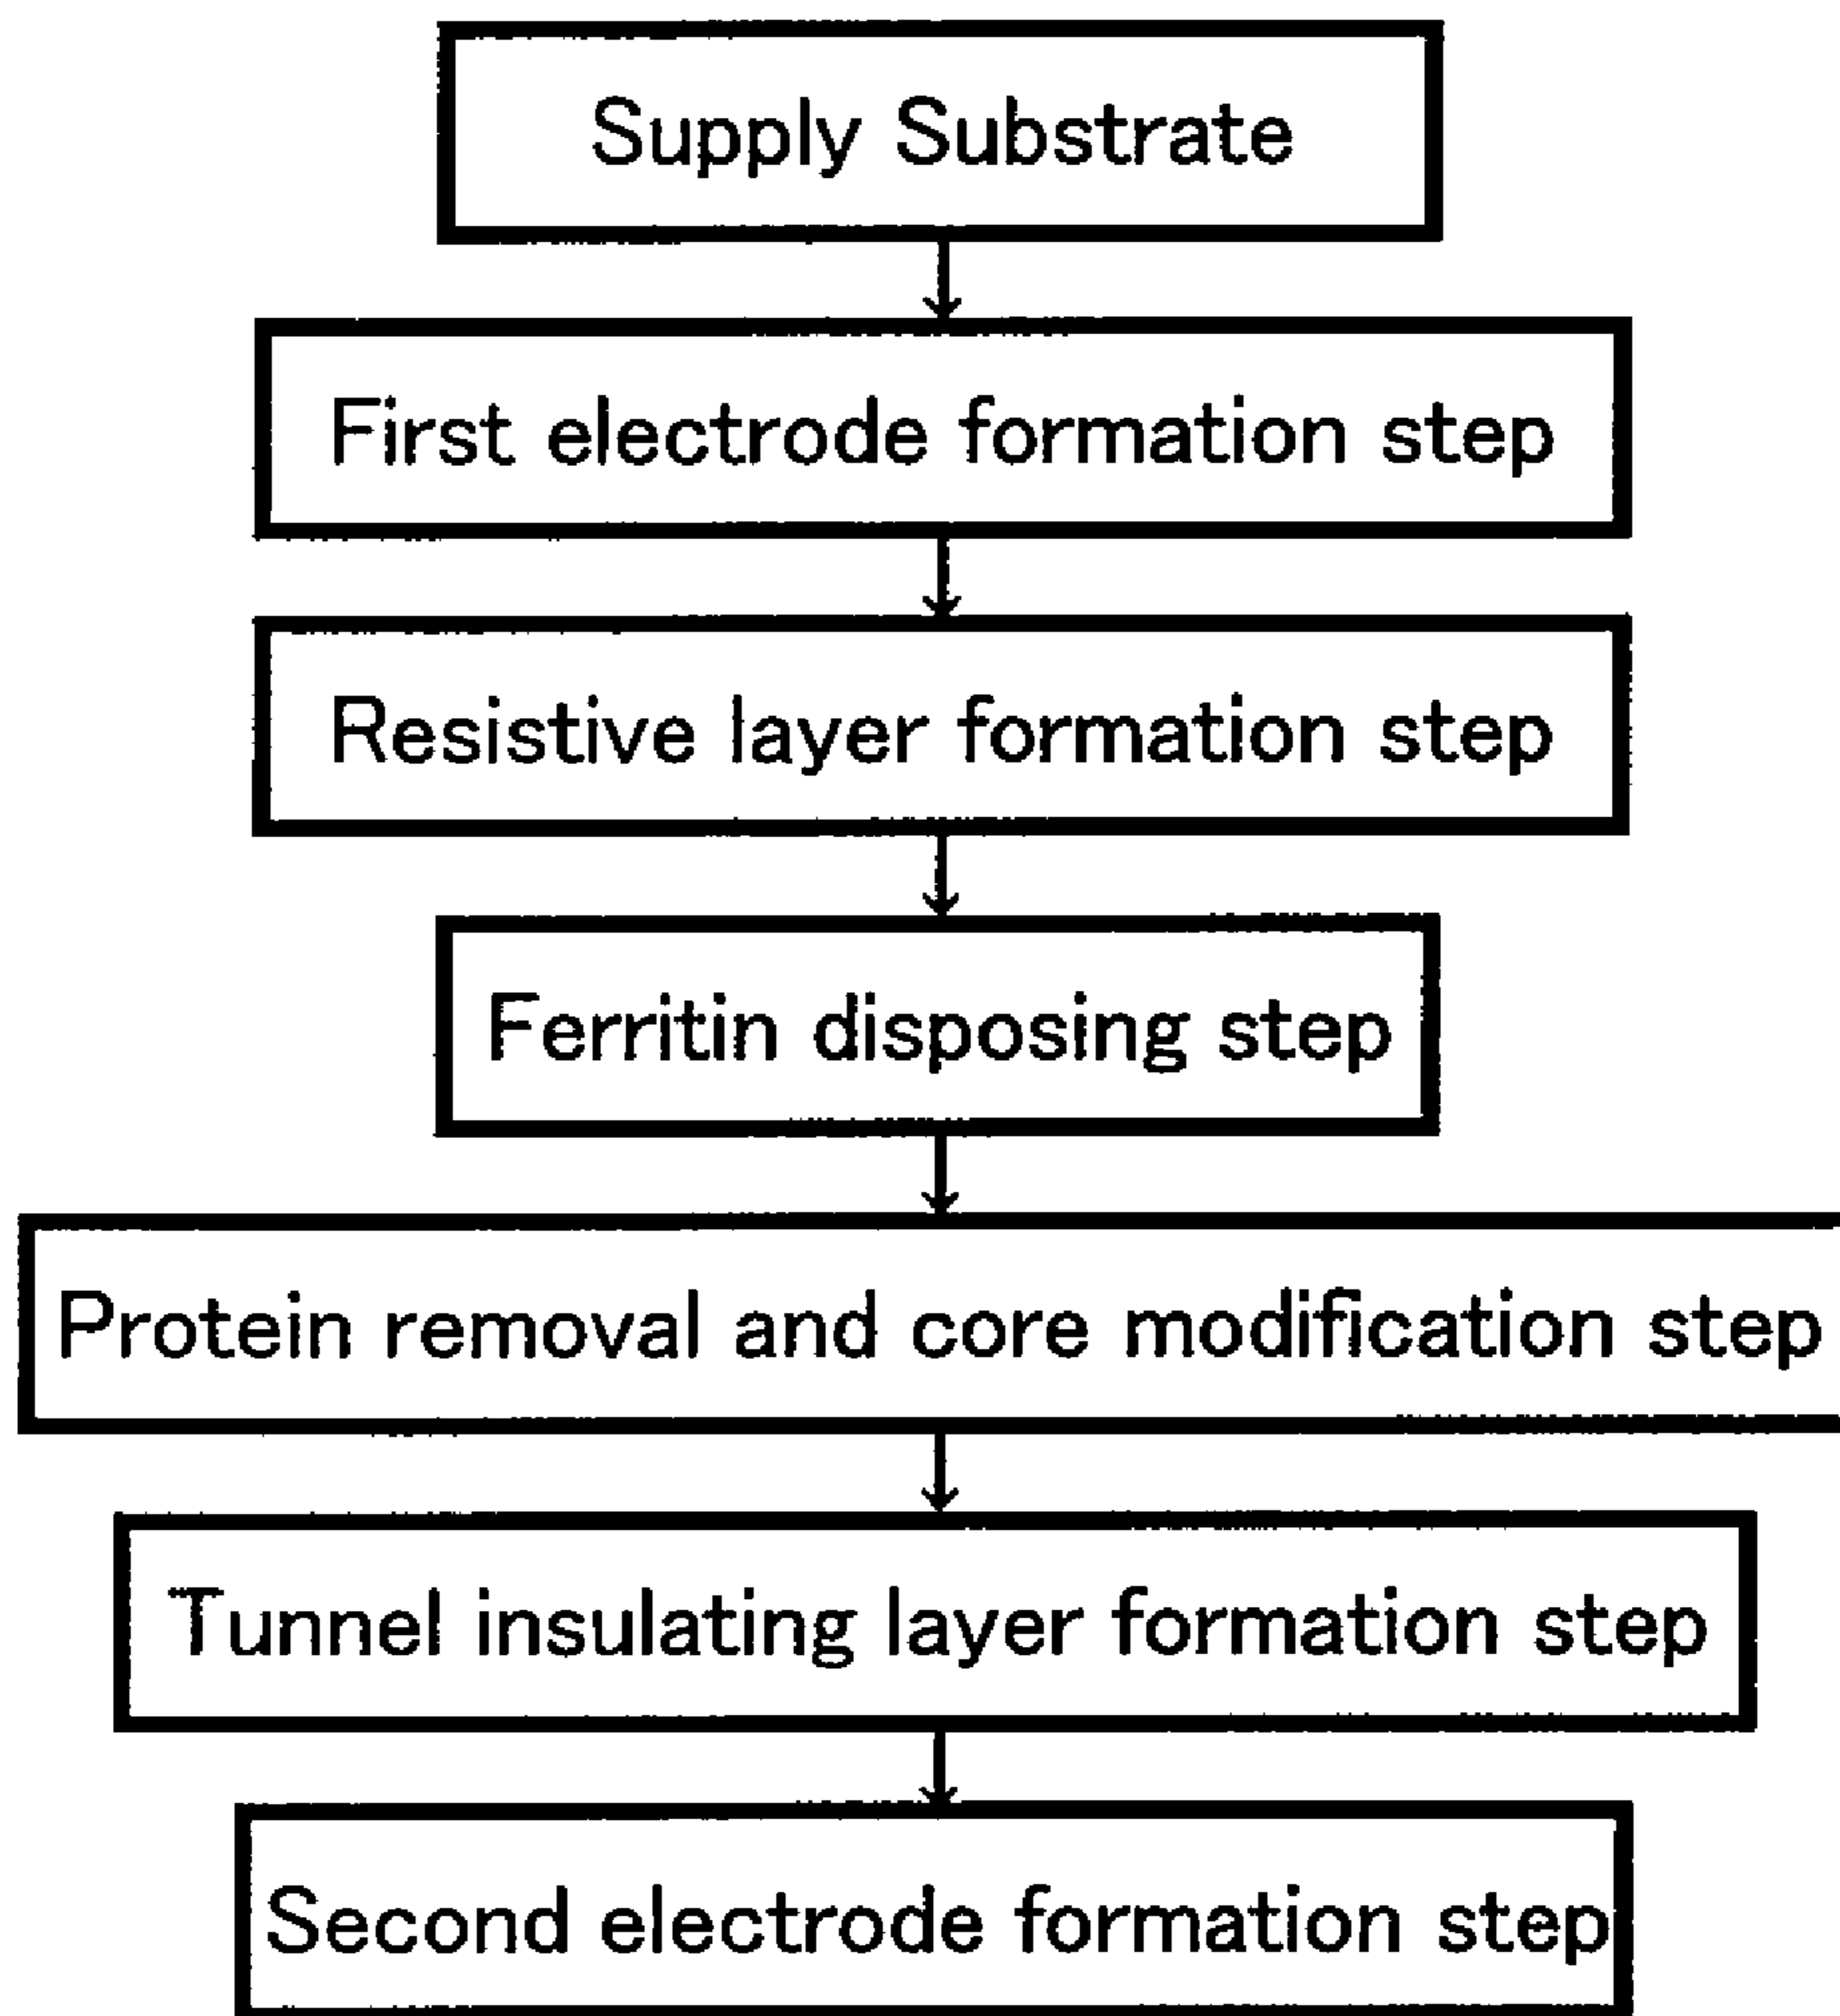 Supply Substrate
First electrode formation step
Resistive layer formation step
Ferritin disposing step
Protein removal and core modification step
Tunnel insulating layer formation step
Second electrode formation step